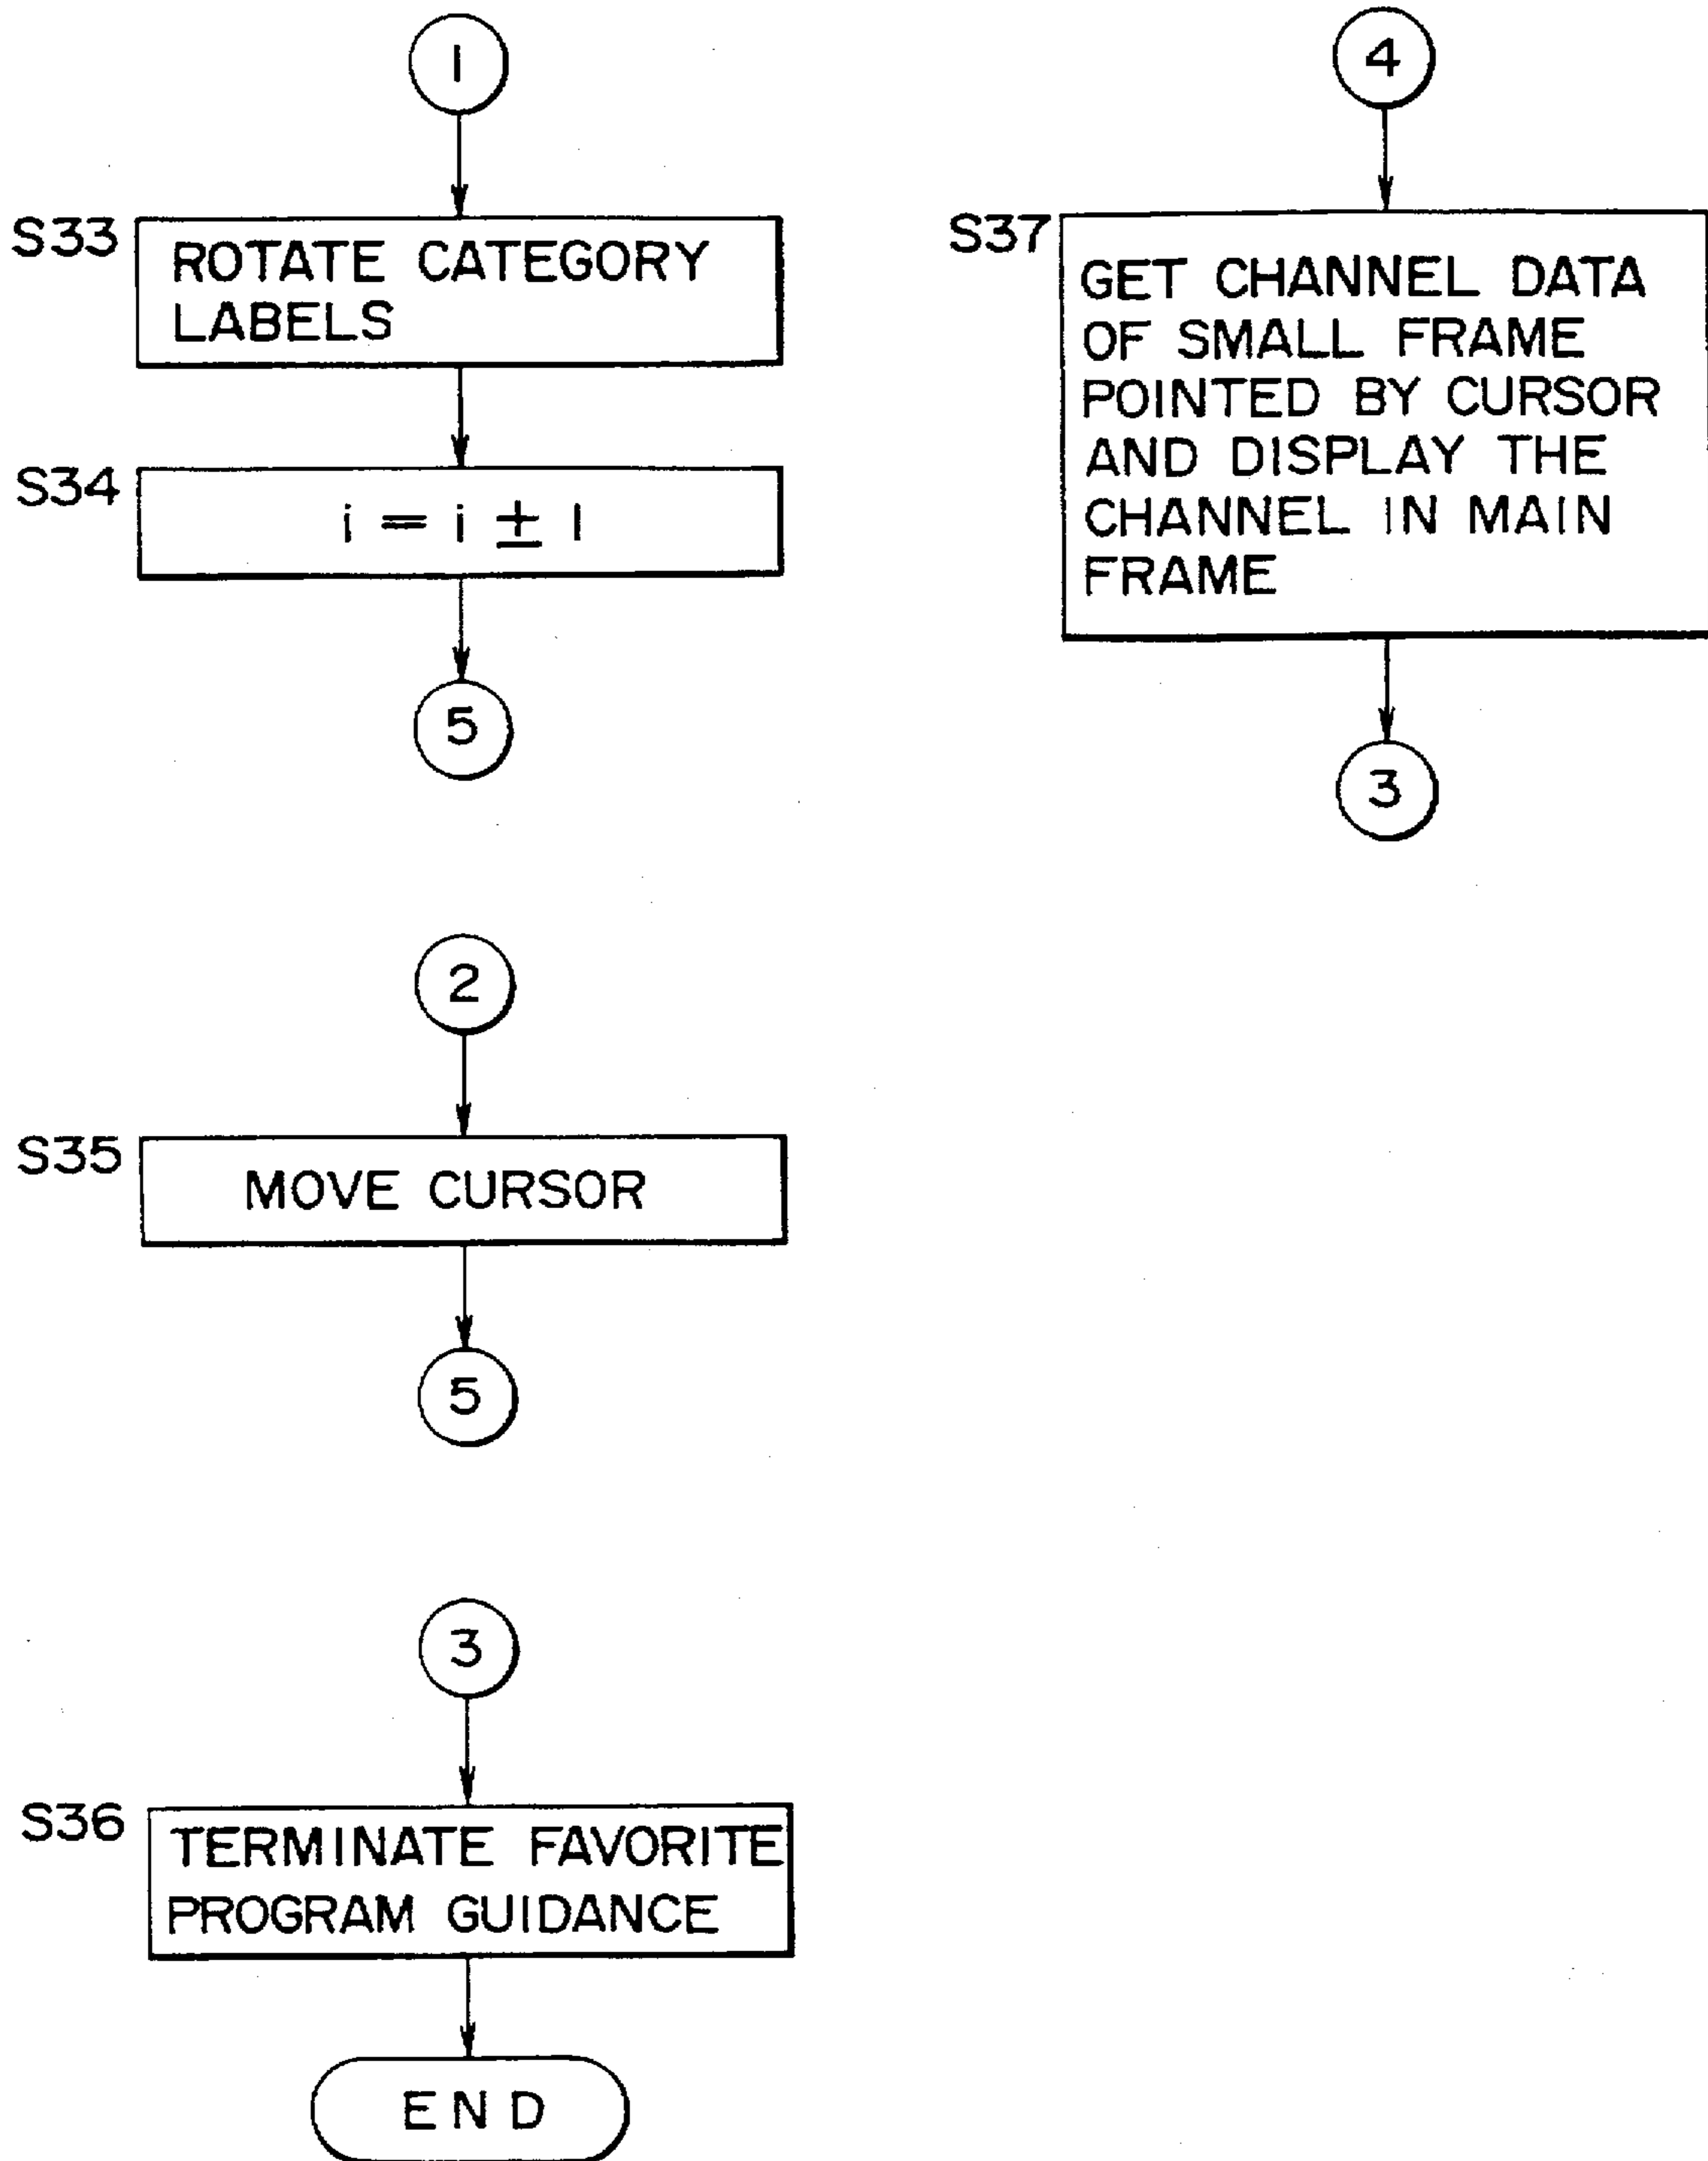 1
S33
ROTATE CATEGORY
LABELS
S34
i = i ± 1
5
2
S35
MOVE CURSOR
5
3
S36
TERMINATE FAVORITE
PROGRAM GUIDANCE
END
4
S37
GET CHANNEL DATA
OF SMALL FRAME
POINTED BY CURSOR
AND DISPLAY THE
CHANNEL IN MAIN
FRAME
3